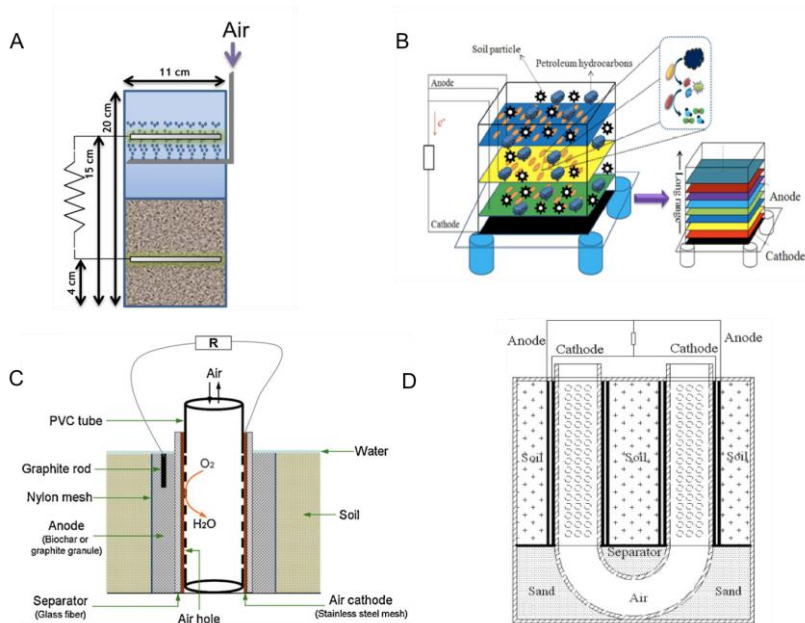 A
Air
11 cm
20 cm
15 cm
4 cm
B
Soil particle
Petroleum hydrocarbons
Anode
e-
Cathode
Long range
Anode
Cathode
C
R
Air
PVC tube
Water
Graphite rod
O2
Nylon mesh
H2O
Soil
Anode
(Biochar or
graphite granule)
Separator
(Glass fiber)
Air hole
Air cathode
(Stainless steel mesh)
D
Anode
Anode
Cathode
Cathode
Soil
Soil
Soil
Separator
Sand
Air
Sand